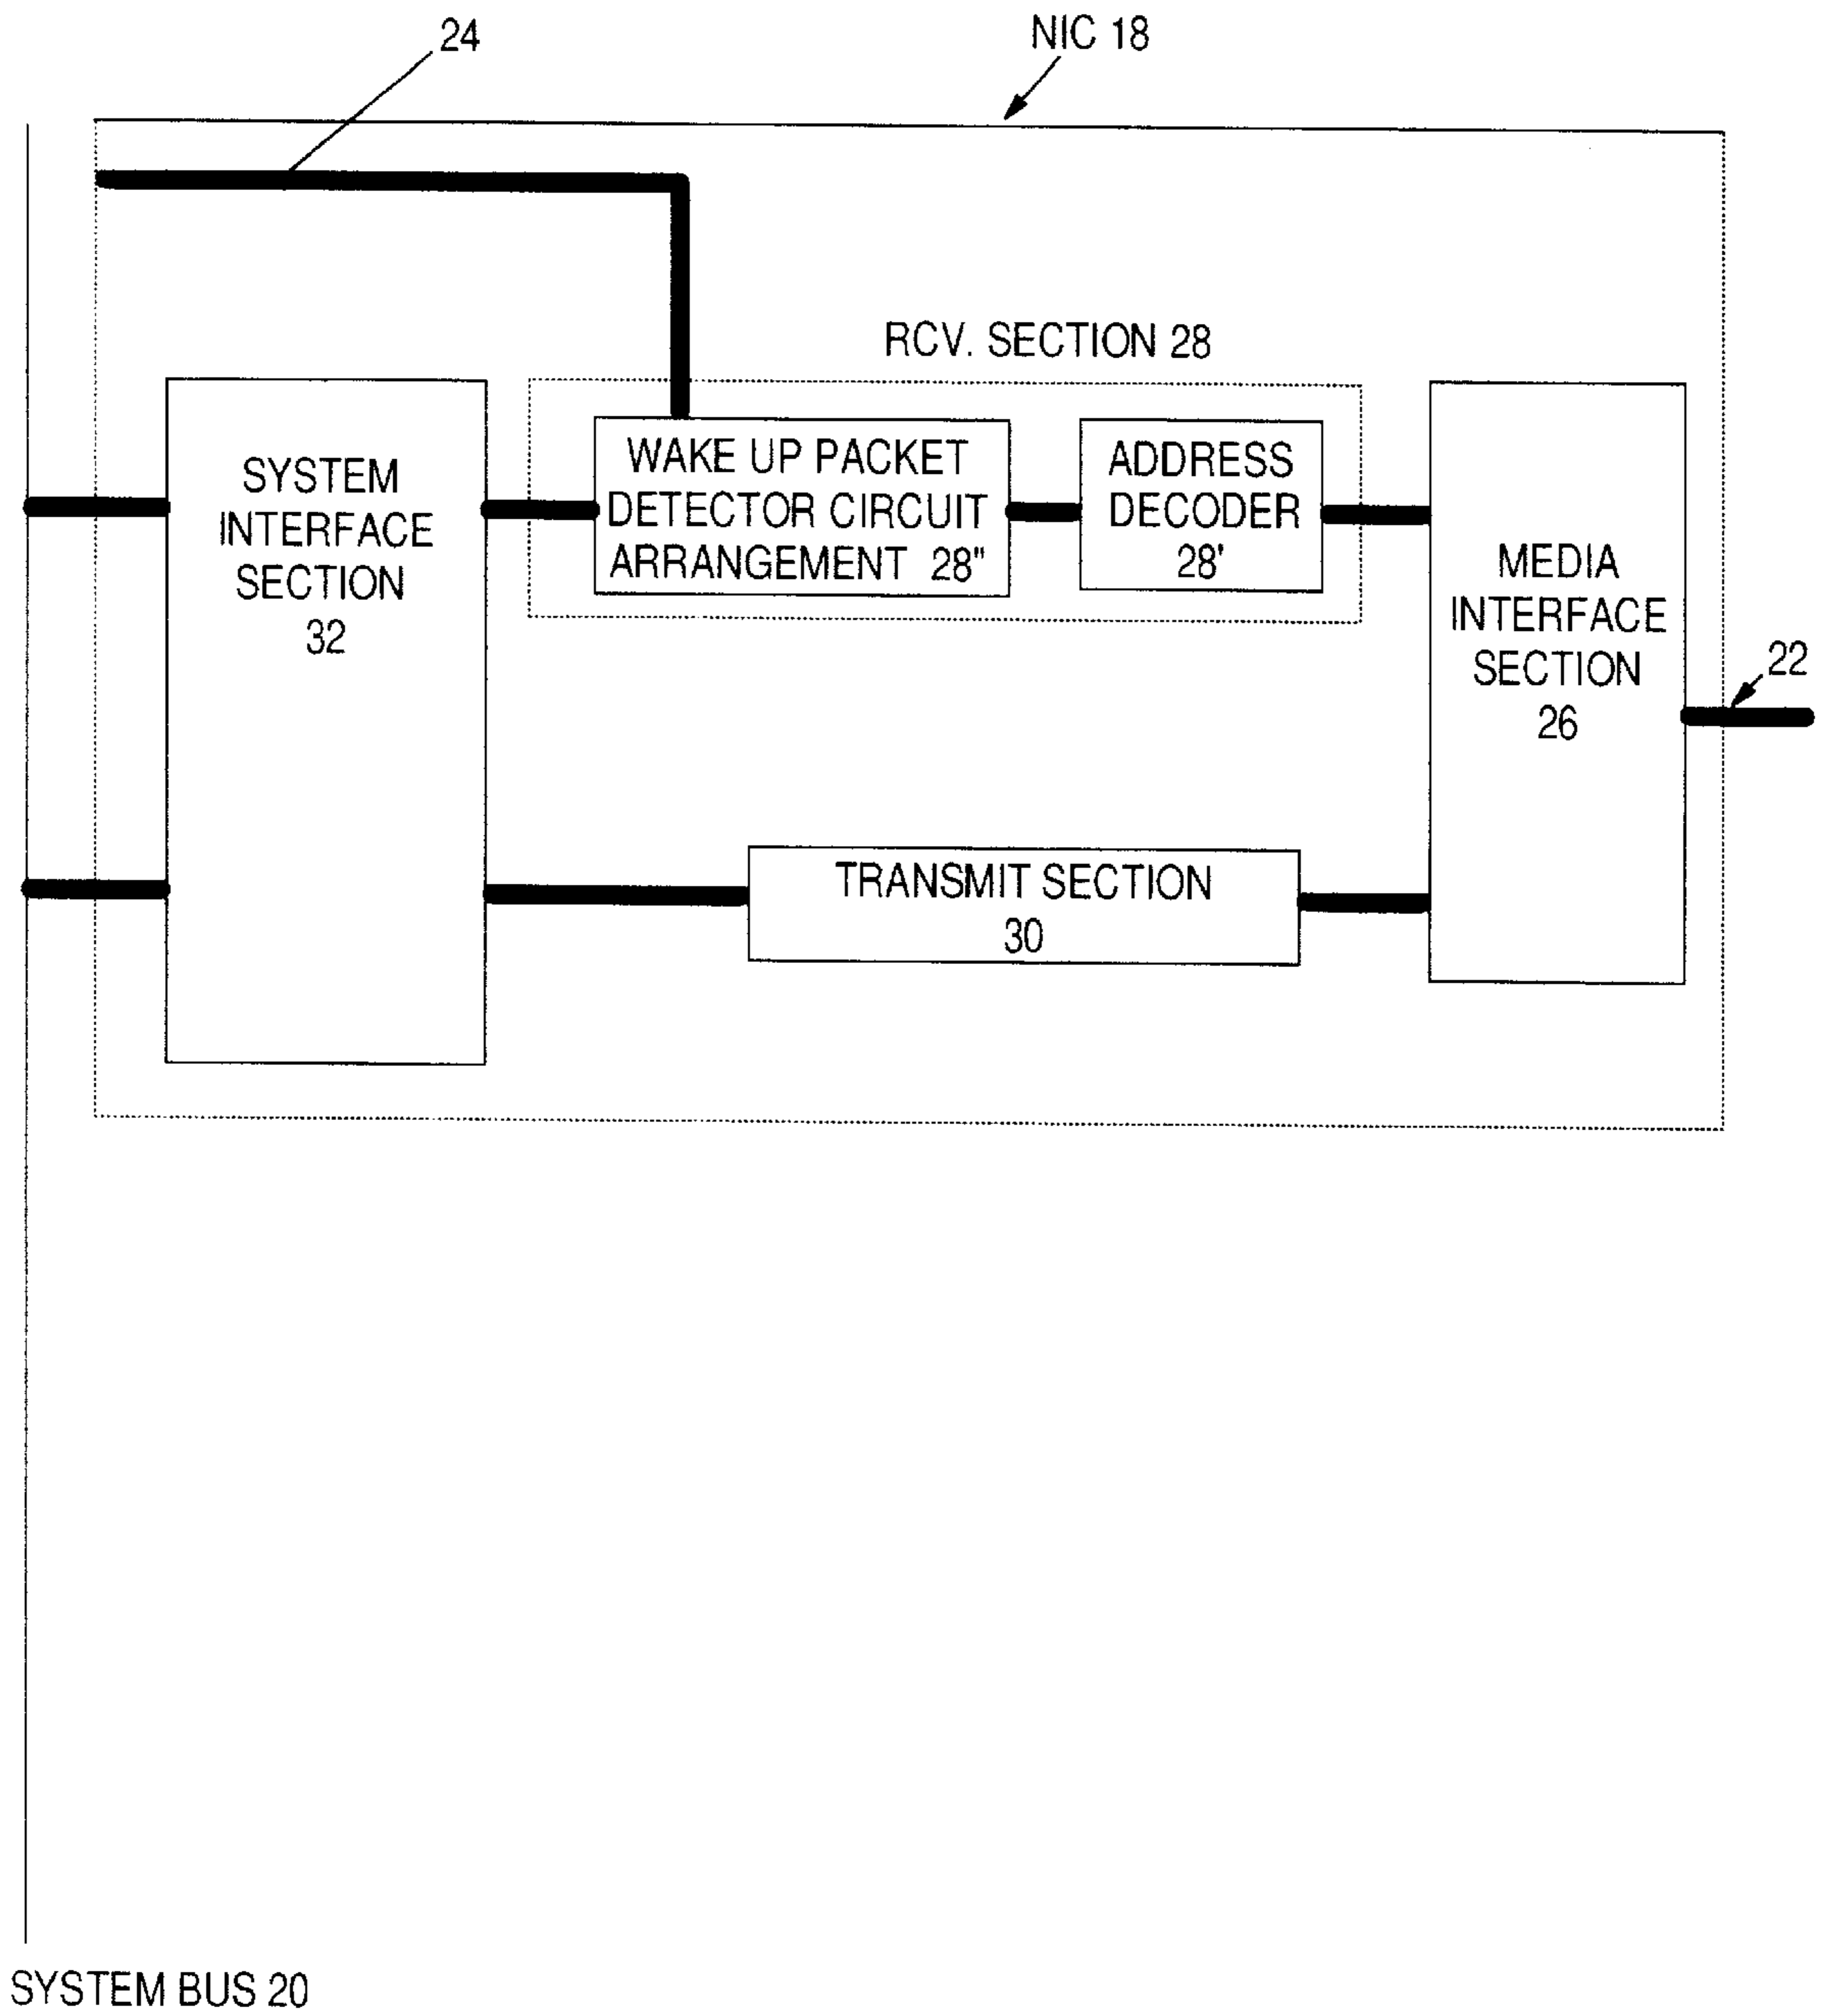 24
NIC 18
RCV. SECTION 28
SYSTEM
INTERFACE
SECTION
32
WAKE UP PACKET
DETECTOR CIRCUIT
ARRANGEMENT 28"
ADDRESS
DECODER
28'
MEDIA
INTERFACE
SECTION
26
22
TRANSMIT SECTION
30
SYSTEM BUS 20